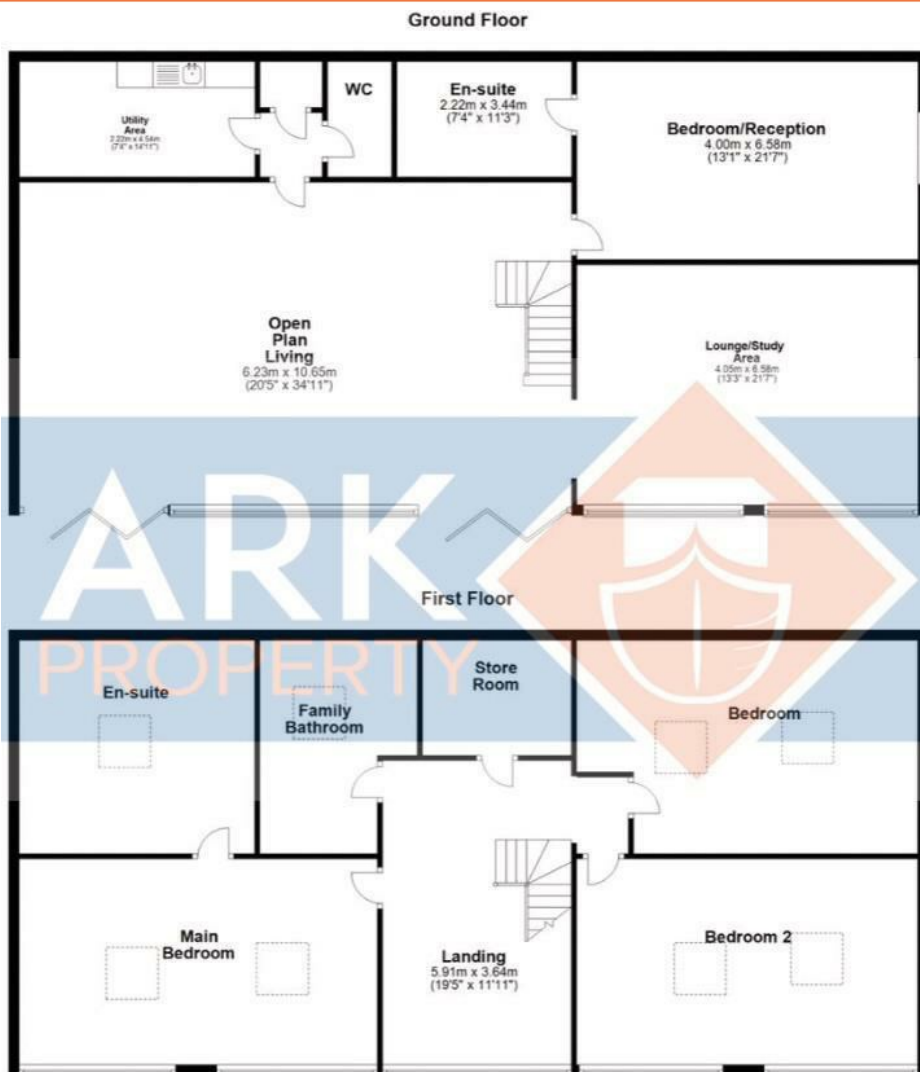 Ground Floor
Utility
Area
2.22m x 4.54m
(7'4" x 14'11")
WC
En-suite
2.22m x 3.44m
(7'4" x 11'3")
Bedroom/Reception
4.00m x 6.58m
(13'1" x 21'7")
Open
Plan
Living
6.23m x 10.65m
(20'5" x 34'11")
Lounge/Study
Area
4.05m x 6.58m
(13'3" x 21'7")
ARK
PROPERTY
First Floor
En-suite
Family
Bathroom
Store
Room
Bedroom
Main
Bedroom
Landing
5.91m x 3.64m
(19'5" x 11'11")
Bedroom 2